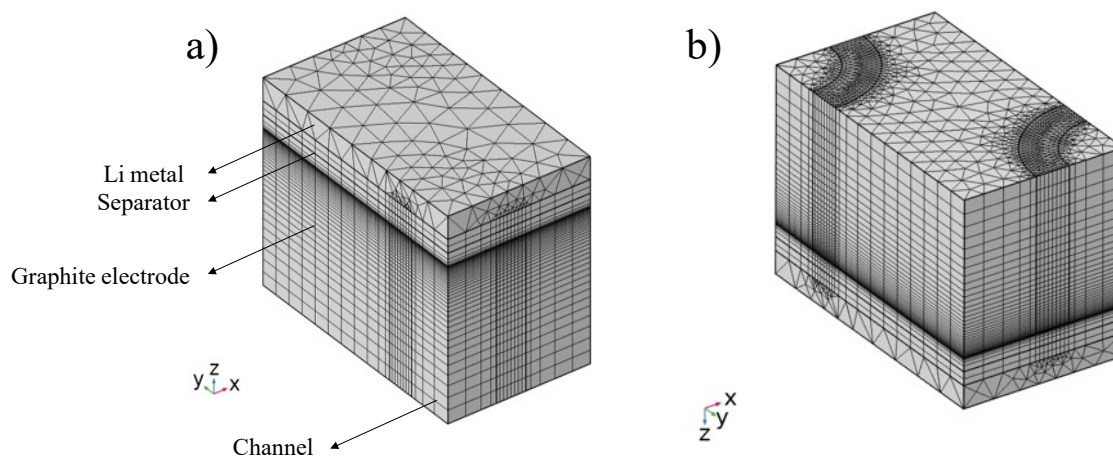 a)
b)
Li metal
Separator
Graphite electrode
Channel
z
y
x
x
y
z